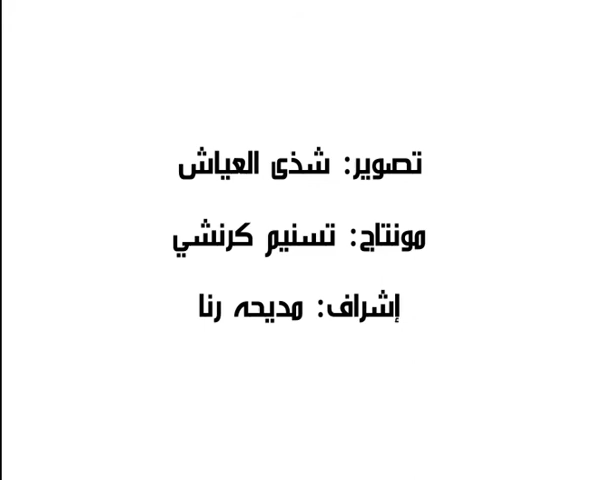 تصوير: شذى العياش
مونتاج: تسنيم كرنشي
إشراف: مديحه رنا